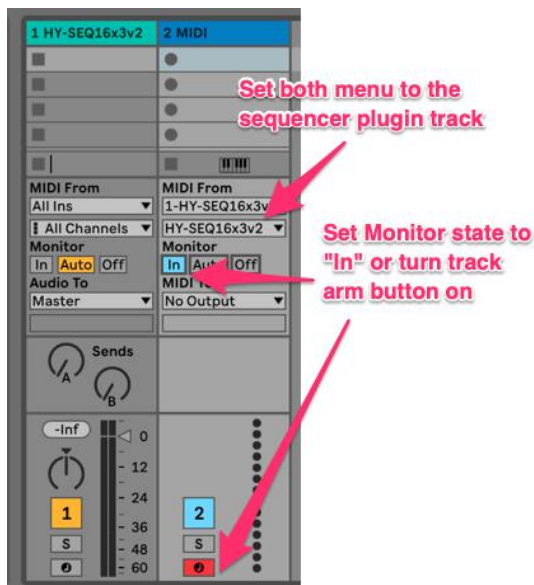 1 HY-SEQ16x3v2
2 MIDI
Set both menu to the
sequencer plugin track
MIDI From
All Ins
All Channels
Monitor
In Auto Off
Audio To
Master
MIDI From
1-HY-SEQ16x3v
HY-SEQ16x3v2
Monitor
In Auto Off
MIDI To
No Output
Set Monitor state to
"In" or turn track
arm button on
Sends
A
B
-Inf
0
12
24
36
48
60
1
S
2
S